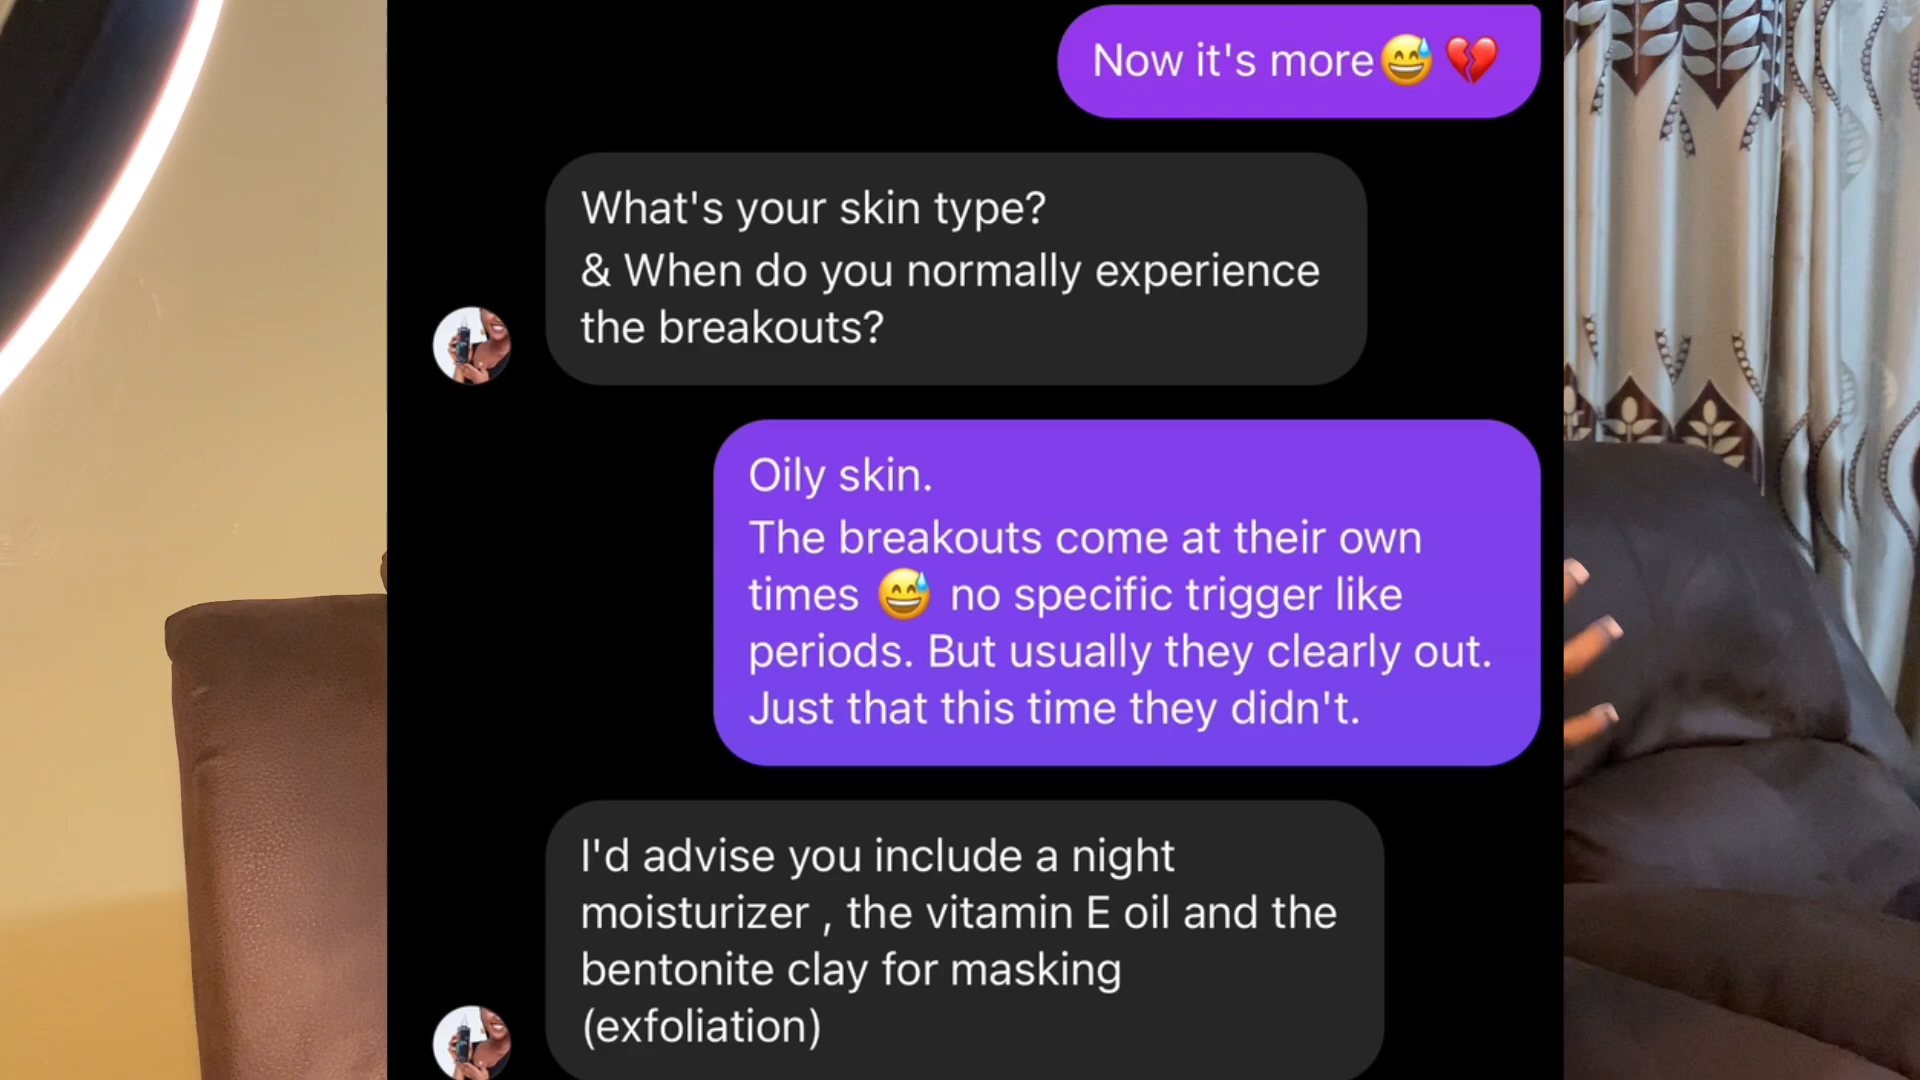 Now it's more😅 💔
What's your skin type?
& When do you normally experience
the breakouts?
Oily skin.
The breakouts come at their own
times 😅 no specific trigger like
periods. But usually they clearly out.
Just that this time they didn't.
I'd advise you include a night
moisturizer , the vitamin E oil and the
bentonite clay for masking
(exfoliation)